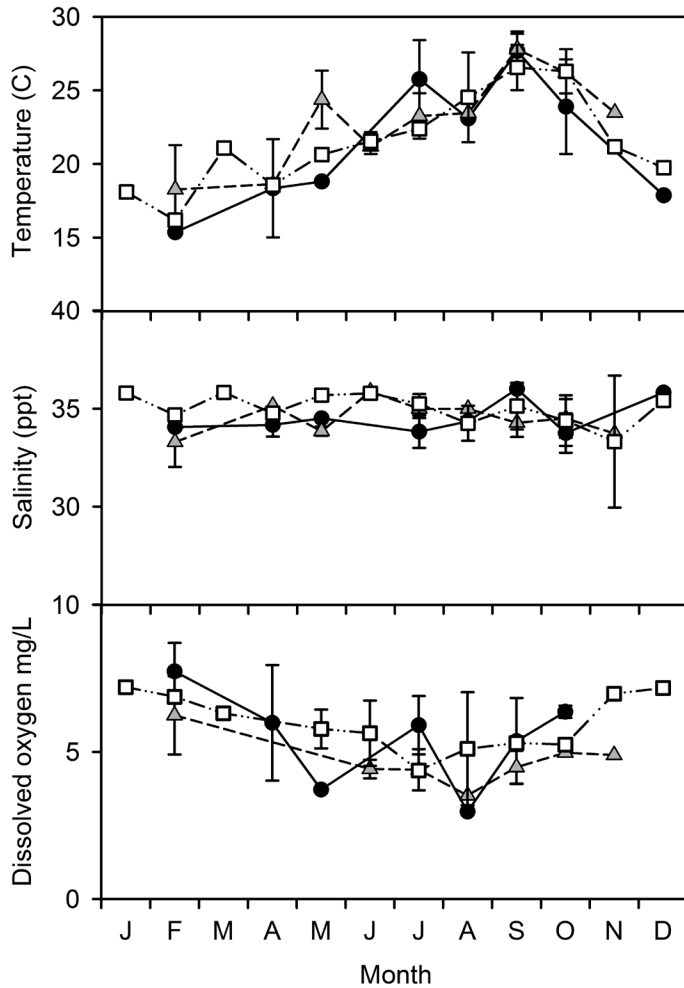 30
25
20
15
40
Temperature (C)
35
30
10
Salinity (ppt)
5
0
Dissolved oxygen mg/L
J F M A M J J A S O N D
Month